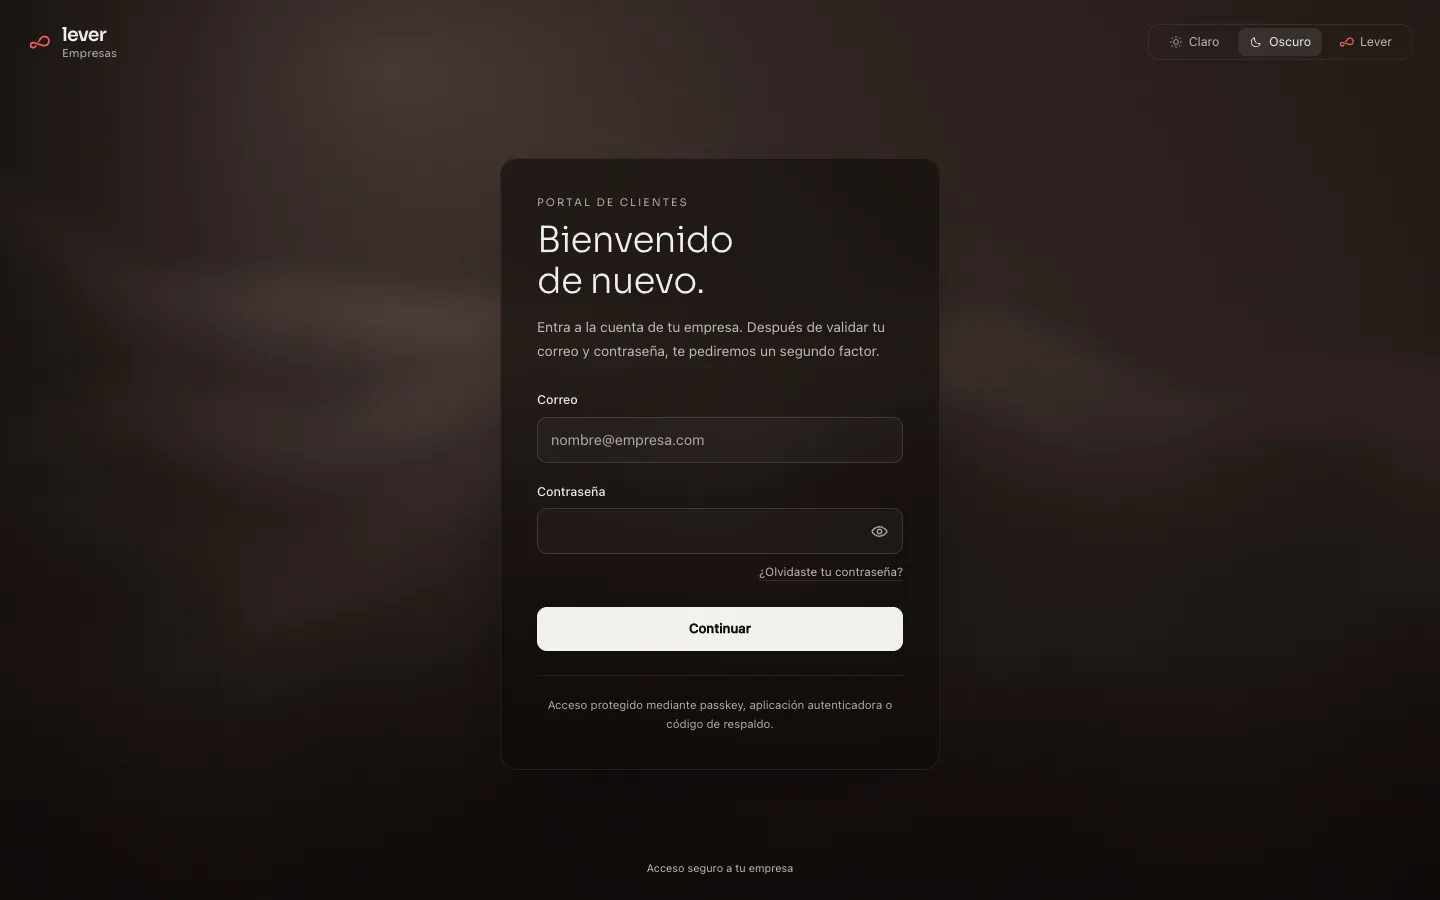 lever
Empresas
Claro
Oscuro
Lever
PORTAL DE CLIENTES
Bienvenido
de nuevo.
Entra a la cuenta de tu empresa. Después de validar tu
correo y contraseña, te pediremos un segundo factor.
Correo
nombre@empresa.com
Contraseña
¿Olvidaste tu contraseña?
Continuar
Acceso protegido mediante passkey, aplicación autenticadora o
código de respaldo.
Acceso seguro a tu empresa